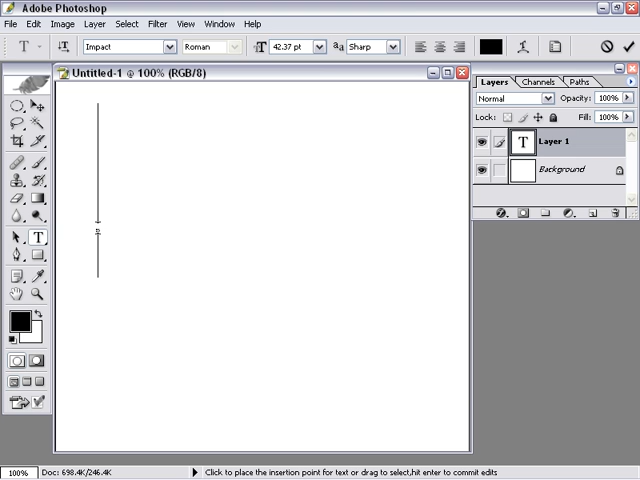 Adobe Photoshop
File Edit Image Layer Select Filter View Window Help
T Impact Roman T 42.37 pt aa Sharp
Untitled-1 @ 100% (RGB/8)
Layers Channels Paths
Normal Opacity: 100%
Lock: Fill: 100%
T Layer 1
Background
T
100% Doc: 698.4K/246.4K Click to place the insertion point for text or drag to select,hit enter to commit edits